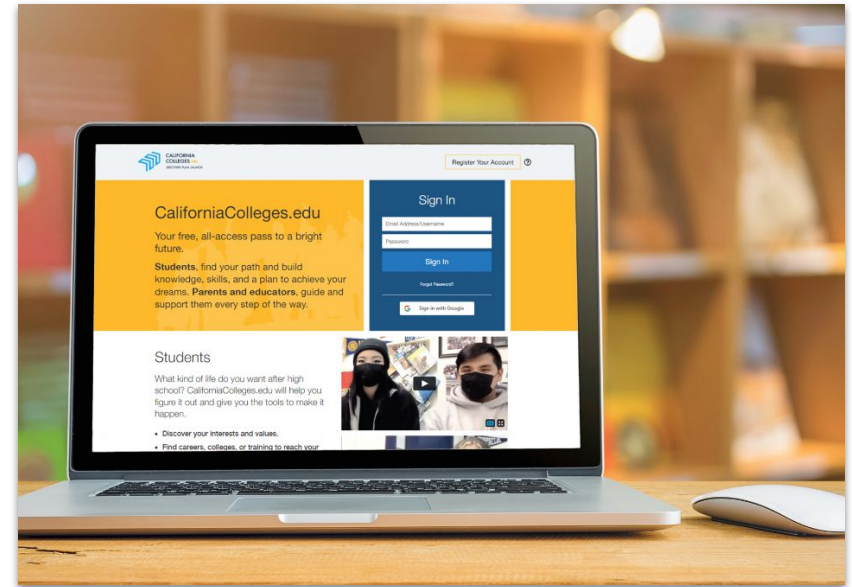 CALIFORNIA
COLLEGES.EDU
DISCOVER. PLAN. LAUNCH.
Register Your Account ?
CaliforniaColleges.edu
Your free, all-access pass to a bright
future.
Students, find your path and build
knowledge, skills, and a plan to achieve your
dreams. Parents and educators, guide and
support them every step of the way.
Sign In
Email Address/Username
Password
Sign In
Forgot Password?
G Sign in with Google
Students
What kind of life do you want after high
school? CaliforniaColleges.edu will help you
figure it out and give you the tools to make it
happen.
• Discover your interests and values.
• Find careers, colleges, or training to reach your